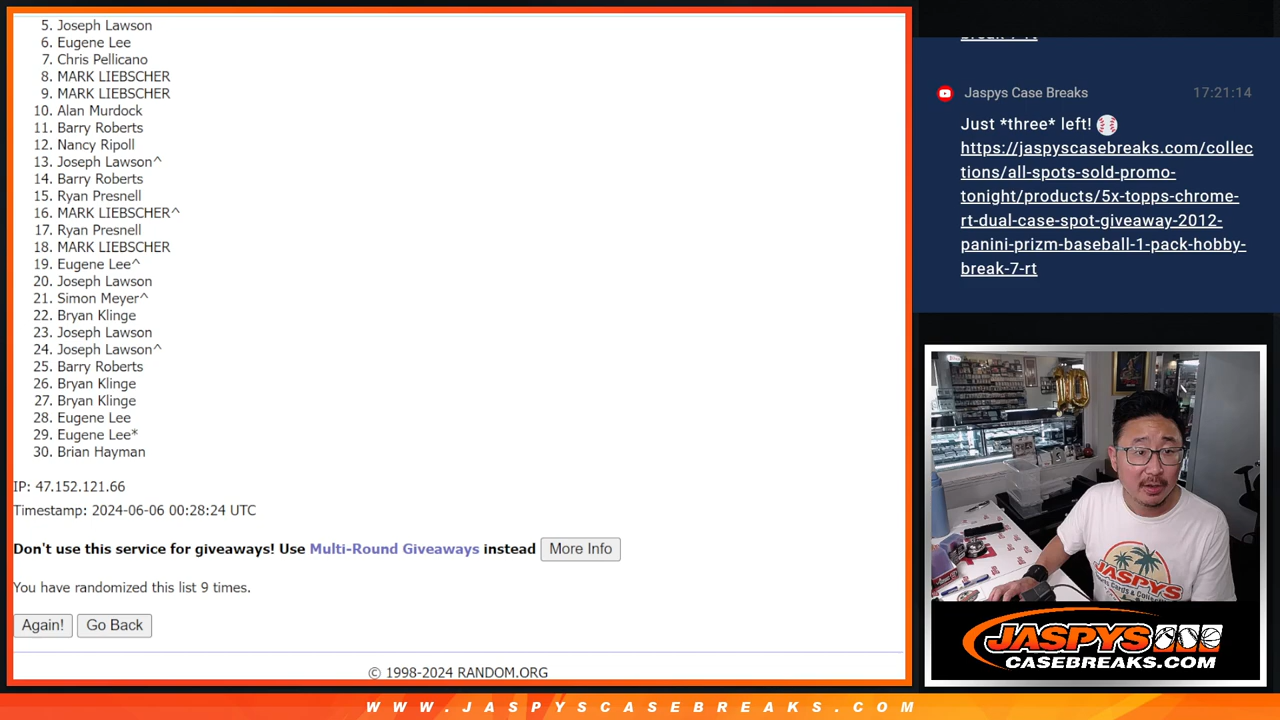 5. Joseph Lawson
6. Eugene Lee
7. Chris Pellicano
8. MARK LIEBSCHER
9. MARK LIEBSCHER
10. Alan Murdock
11. Barry Roberts
12. Nancy Ripoll
13. Joseph Lawson^
14. Barry Roberts
15. Ryan Presnell
16. MARK LIEBSCHER^
17. Ryan Presnell
18. MARK LIEBSCHER
19. Eugene Lee^
20. Joseph Lawson
21. Simon Meyer^
22. Bryan Klinge
23. Joseph Lawson
24. Joseph Lawson^
25. Barry Roberts
26. Bryan Klinge
27. Bryan Klinge
28. Eugene Lee
29. Eugene Lee*
30. Brian Hayman
IP: 47.152.121.66
Timestamp: 2024-06-06 00:28:24 UTC
Don't use this service for giveaways! Use Multi-Round Giveaways instead More Info
You have randomized this list 9 times.
Again! Go Back
© 1998-2024 RANDOM.ORG
break-7-rt
Jaspys Case Breaks 17:21:14
Just *three* left!
https://jaspyscasebreaks.com/collec
tions/all-spots-sold-promo-
tonight/products/5x-topps-chrome-
rt-dual-case-spot-giveaway-2012-
panini-prizm-baseball-1-pack-hobby-
break-7-rt
10
JASPYS
JASPYS
CASEBREAKS.COM
WWW.JASPYSCASEBREAKS.COM